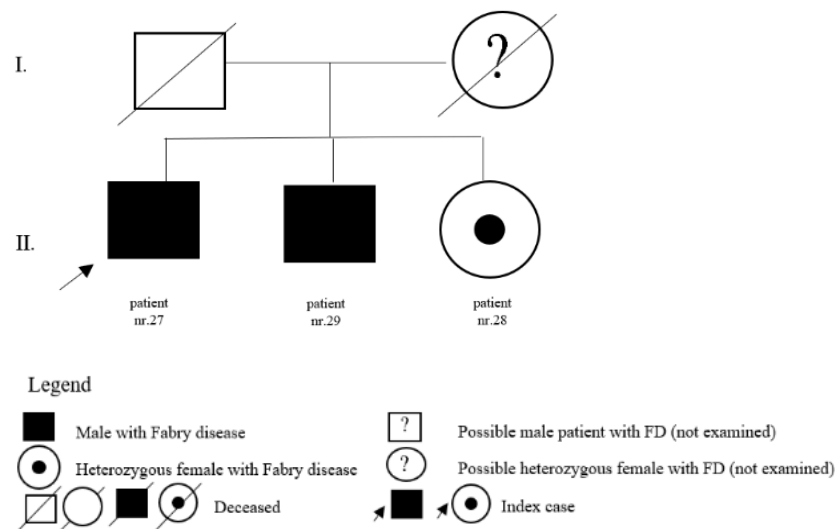 ?
I.
II.
patient
nr.27
patient
nr.29
patient
nr.28
Legend
Male with Fabry disease
? Possible male patient with FD (not examined)
Heterozygous female with Fabry disease
? Possible heterozygous female with FD (not examined)
Deceased
Index case